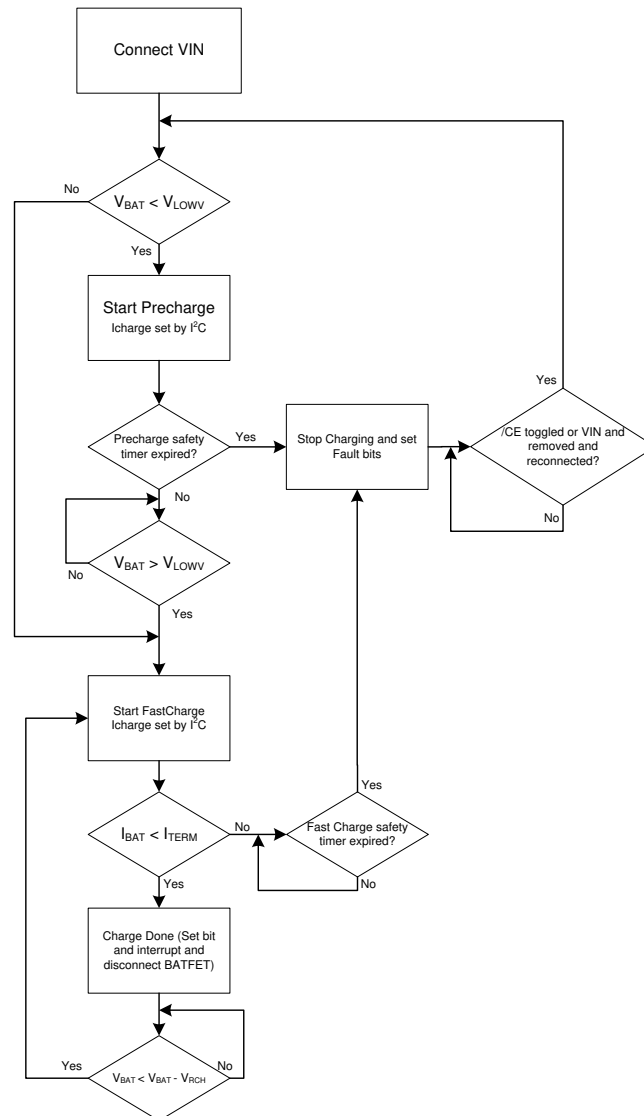 Connect VIN
No
VBAT < VLOWV
Yes
Start Precharge
Icharge set by I²C
Precharge safety
timer expired?
Yes
Stop Charging and set
Fault bits
Yes
/CE toggled or VIN and
removed and
reconnected?
No
No
VBAT > VLOWV
No
Yes
Start FastCharge
Icharge set by I²C
Yes
IBAT < ITERM
No
Fast Charge safety
timer expired?
No
Yes
Charge Done (Set bit
and interrupt and
disconnect BATFET)
Yes
VBAT < VBAT - VRCH
No